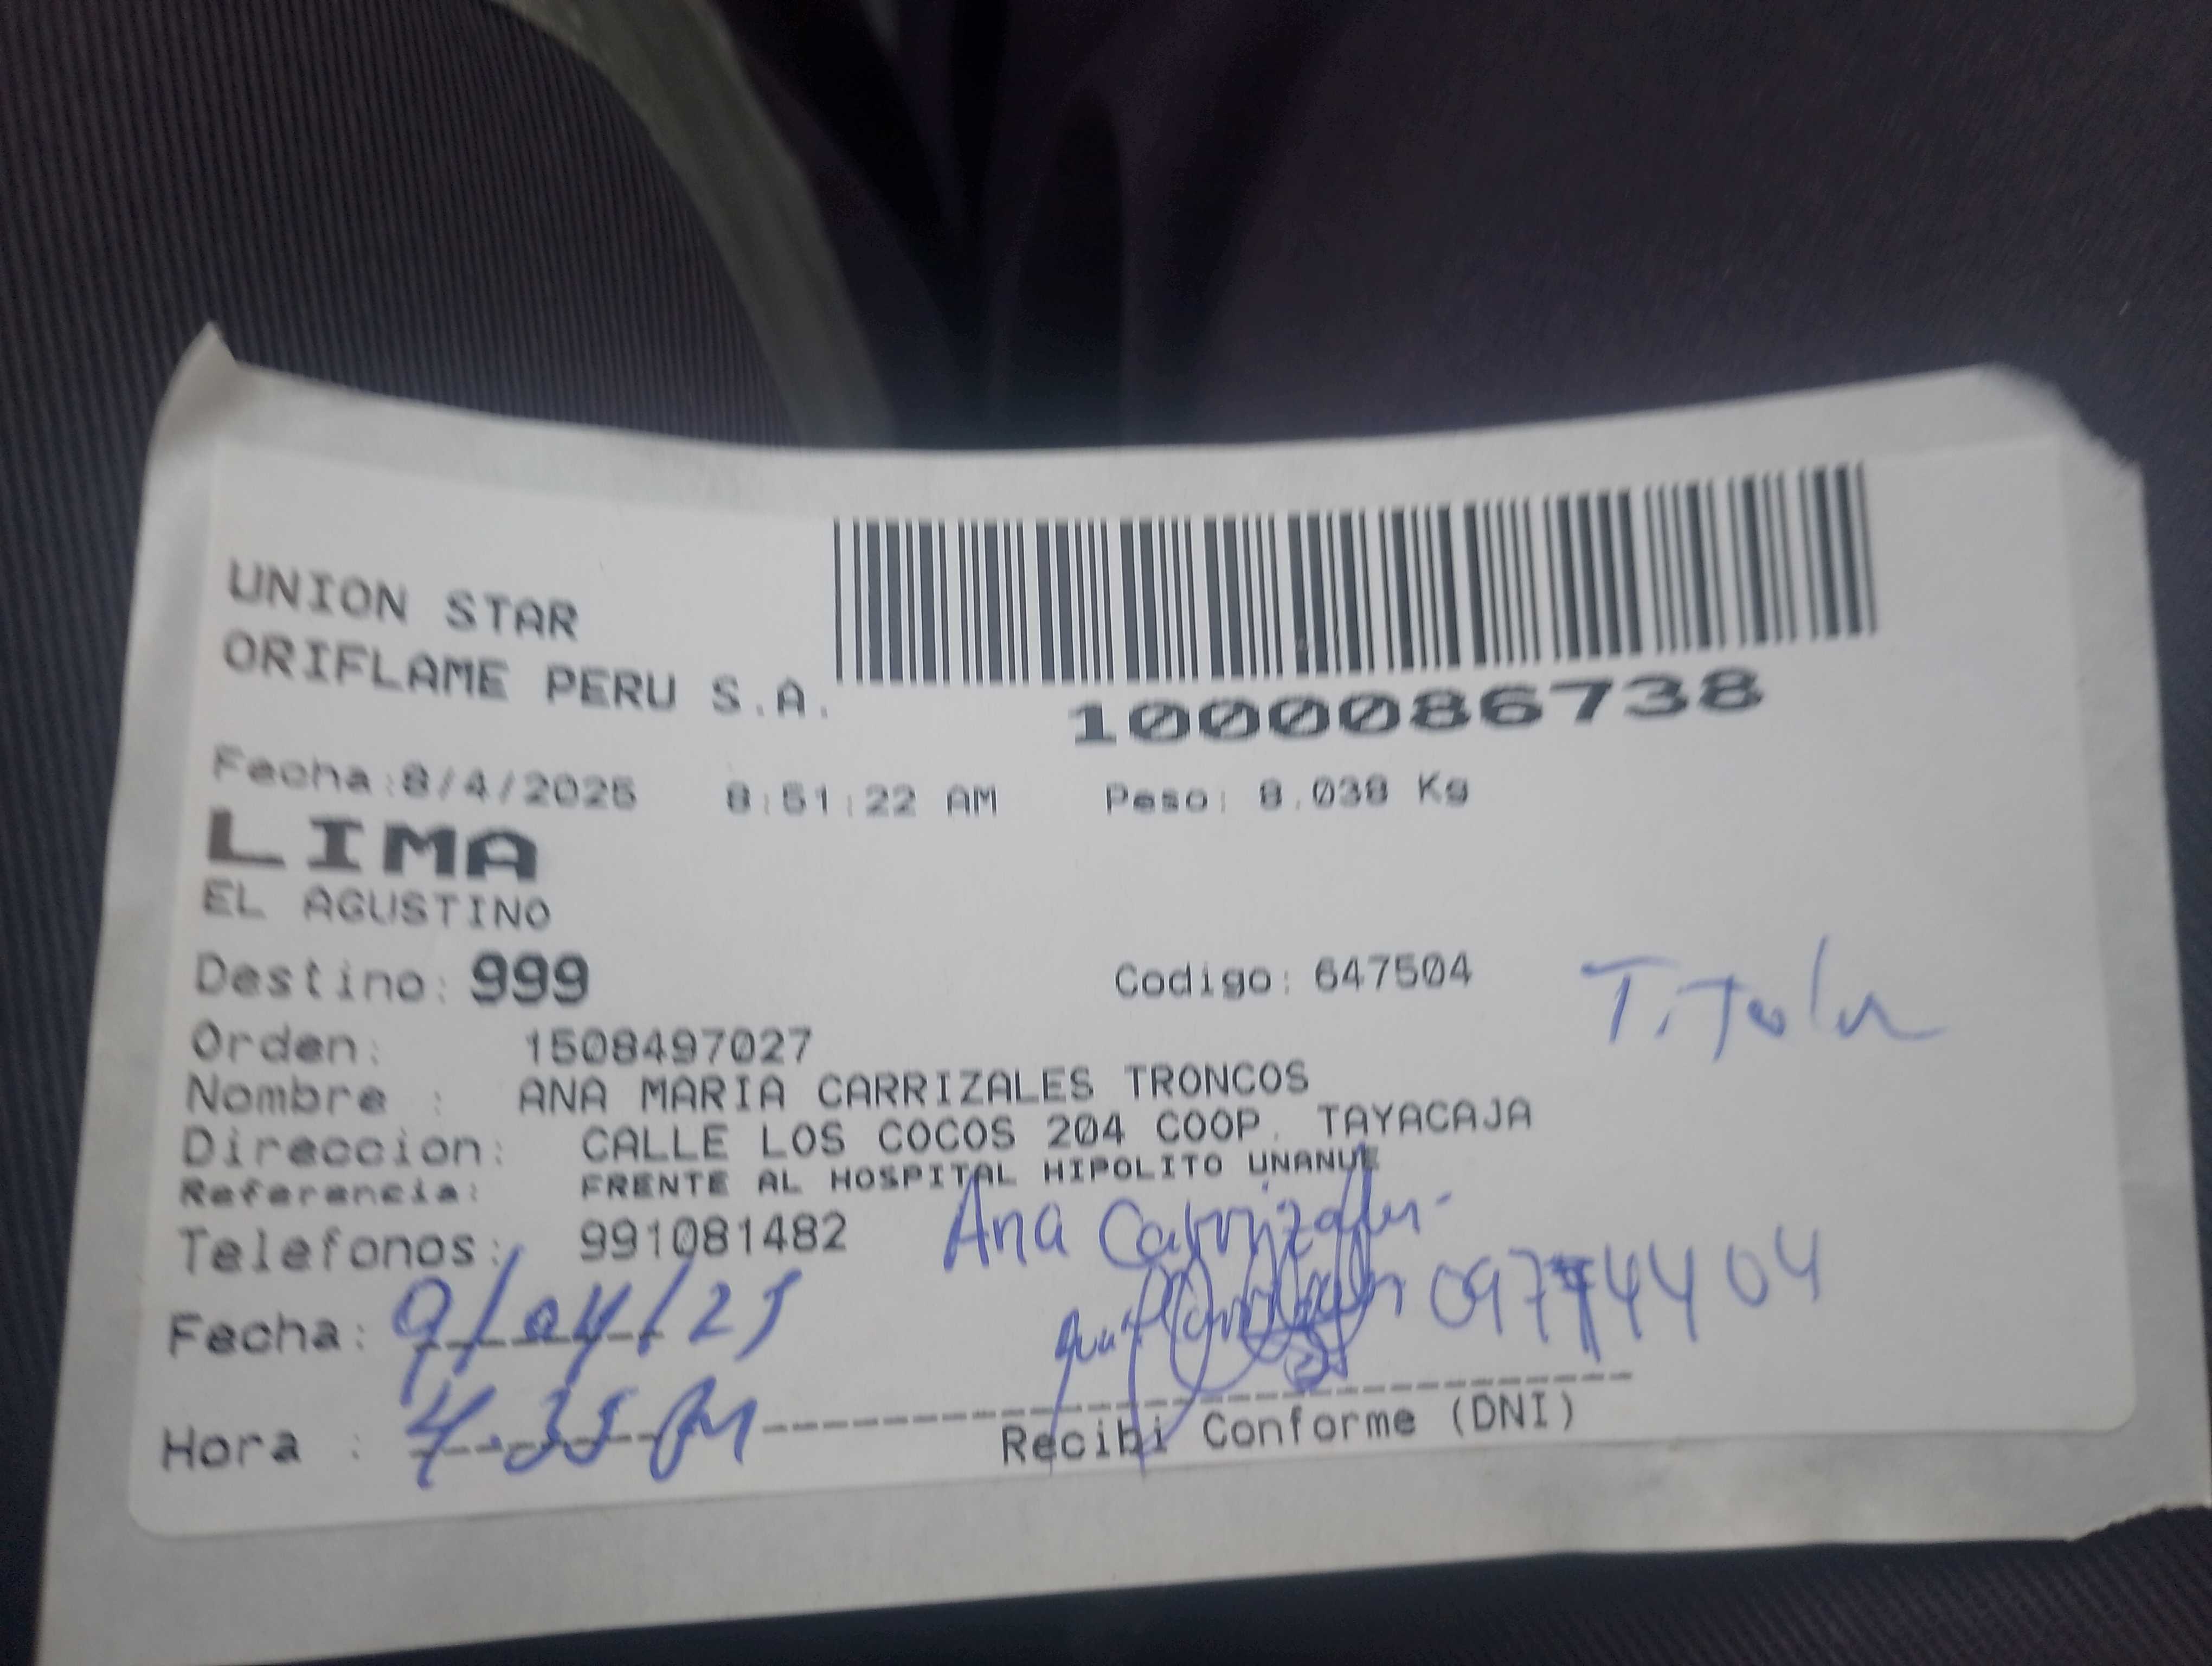 UNION STAR
ORIFLAME PERU S.A.
1000086738
Fecha:8/4/2025 8:51:22 AM Peso: 8.038 Kg
LIMA
EL AGUSTINO
Destino: 999 Codigo: 647504 Titular
Orden: 1508497027
Nombre : ANA MARIA CARRIZALES TRONCOS
Direccion: CALLE LOS COCOS 204 COOP. TAYACAJA
Referencia: FRENTE AL HOSPITAL HIPOLITO UNANUE
Telefonos: 991081482 Ana Carrizales
Fecha: 9/04/25
Hora : 4.35 PM
Recibi Conforme (DNI)